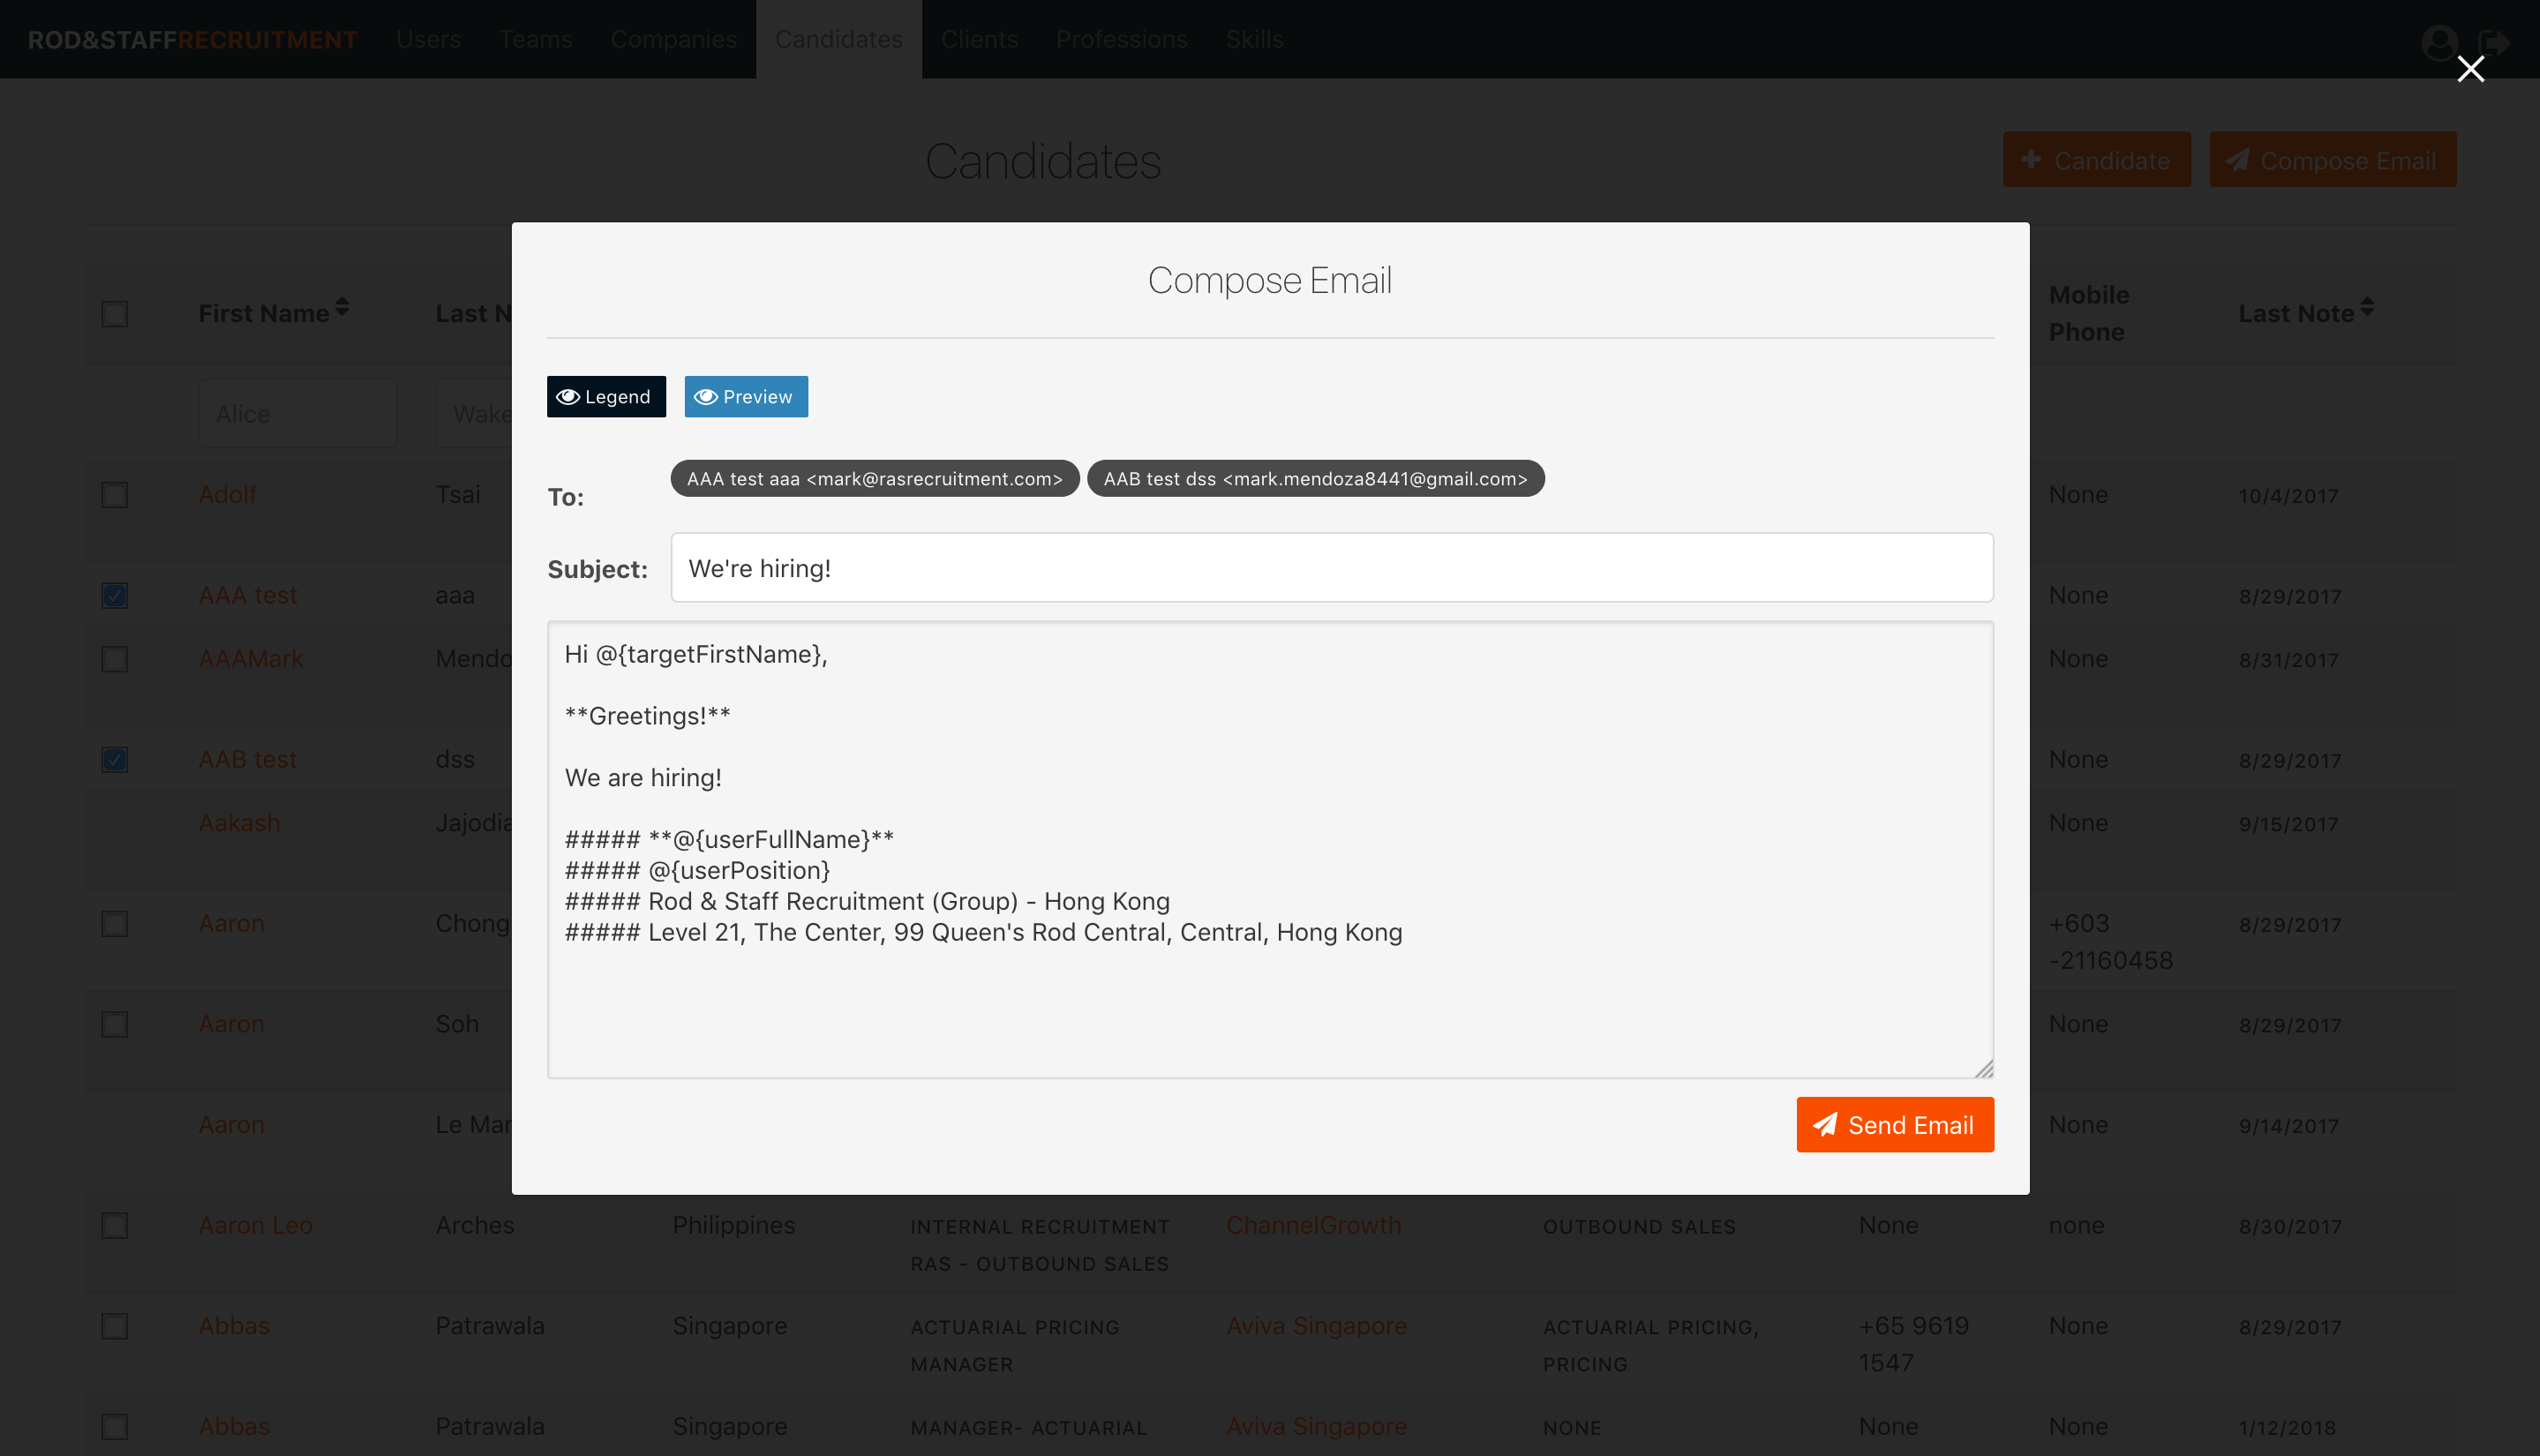 ROD&STAFFRECRUITMENT Users Teams Companies Candidates Clients Professions Skills
Candidates
Candidate
Compose Email
First Name Last N Mobile Phone Last Note
Alice Wake
Adolf Tsai None 10/4/2017
AAA test aaa None 8/29/2017
AAAMark Mendo None 8/31/2017
AAB test dss None 8/29/2017
Aakash Jajodia None 9/15/2017
Aaron Chong +603 -21160458 8/29/2017
Aaron Soh None 8/29/2017
Aaron Le Mar None 9/14/2017
Aaron Leo Arches Philippines INTERNAL RECRUITMENT RAS - OUTBOUND SALES ChannelGrowth OUTBOUND SALES None none 8/30/2017
Abbas Patrawala Singapore ACTUARIAL PRICING MANAGER Aviva Singapore ACTUARIAL PRICING, PRICING +65 9619 1547 None 8/29/2017
Abbas Patrawala Singapore MANAGER- ACTUARIAL Aviva Singapore NONE None None 1/12/2018
Compose Email
Legend Preview
To: AAA test aaa <mark@rasrecruitment.com> AAB test dss <mark.mendoza8441@gmail.com>
Subject: We're hiring!
Hi @{targetFirstName},
**Greetings!**
We are hiring!
##### **@{userFullName}**
##### @{userPosition}
##### Rod & Staff Recruitment (Group) - Hong Kong
##### Level 21, The Center, 99 Queen's Rod Central, Central, Hong Kong
Send Email